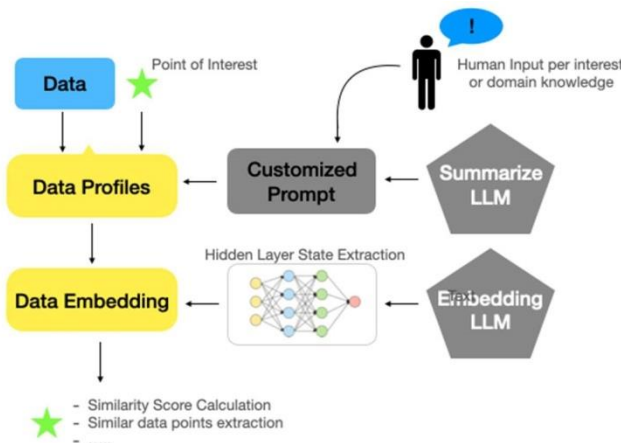 !
Point of Interest
Human Input per interest
or domain knowledge
Data
Data Profiles
Customized
Prompt
Summarize
LLM
Hidden Layer State Extraction
Data Embedding
Text
Embedding
LLM
- Similarity Score Calculation
- Similar data points extraction
-